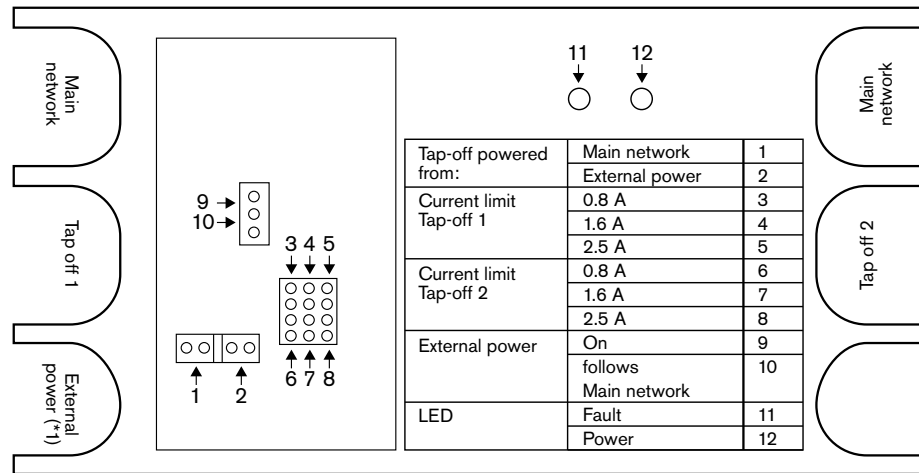 Main
network
Tap off 1
External
power (*1)
9
10
3 4 5
6 7 8
1 2
11 12
Tap-off powered
from:
Main network 1
External power 2
Current limit
Tap-off 1
0.8 A 3
1.6 A 4
2.5 A 5
Current limit
Tap-off 2
0.8 A 6
1.6 A 7
2.5 A 8
External power
On 9
follows
Main network
10
LED
Fault 11
Power 12
Main
network
Tap off 2